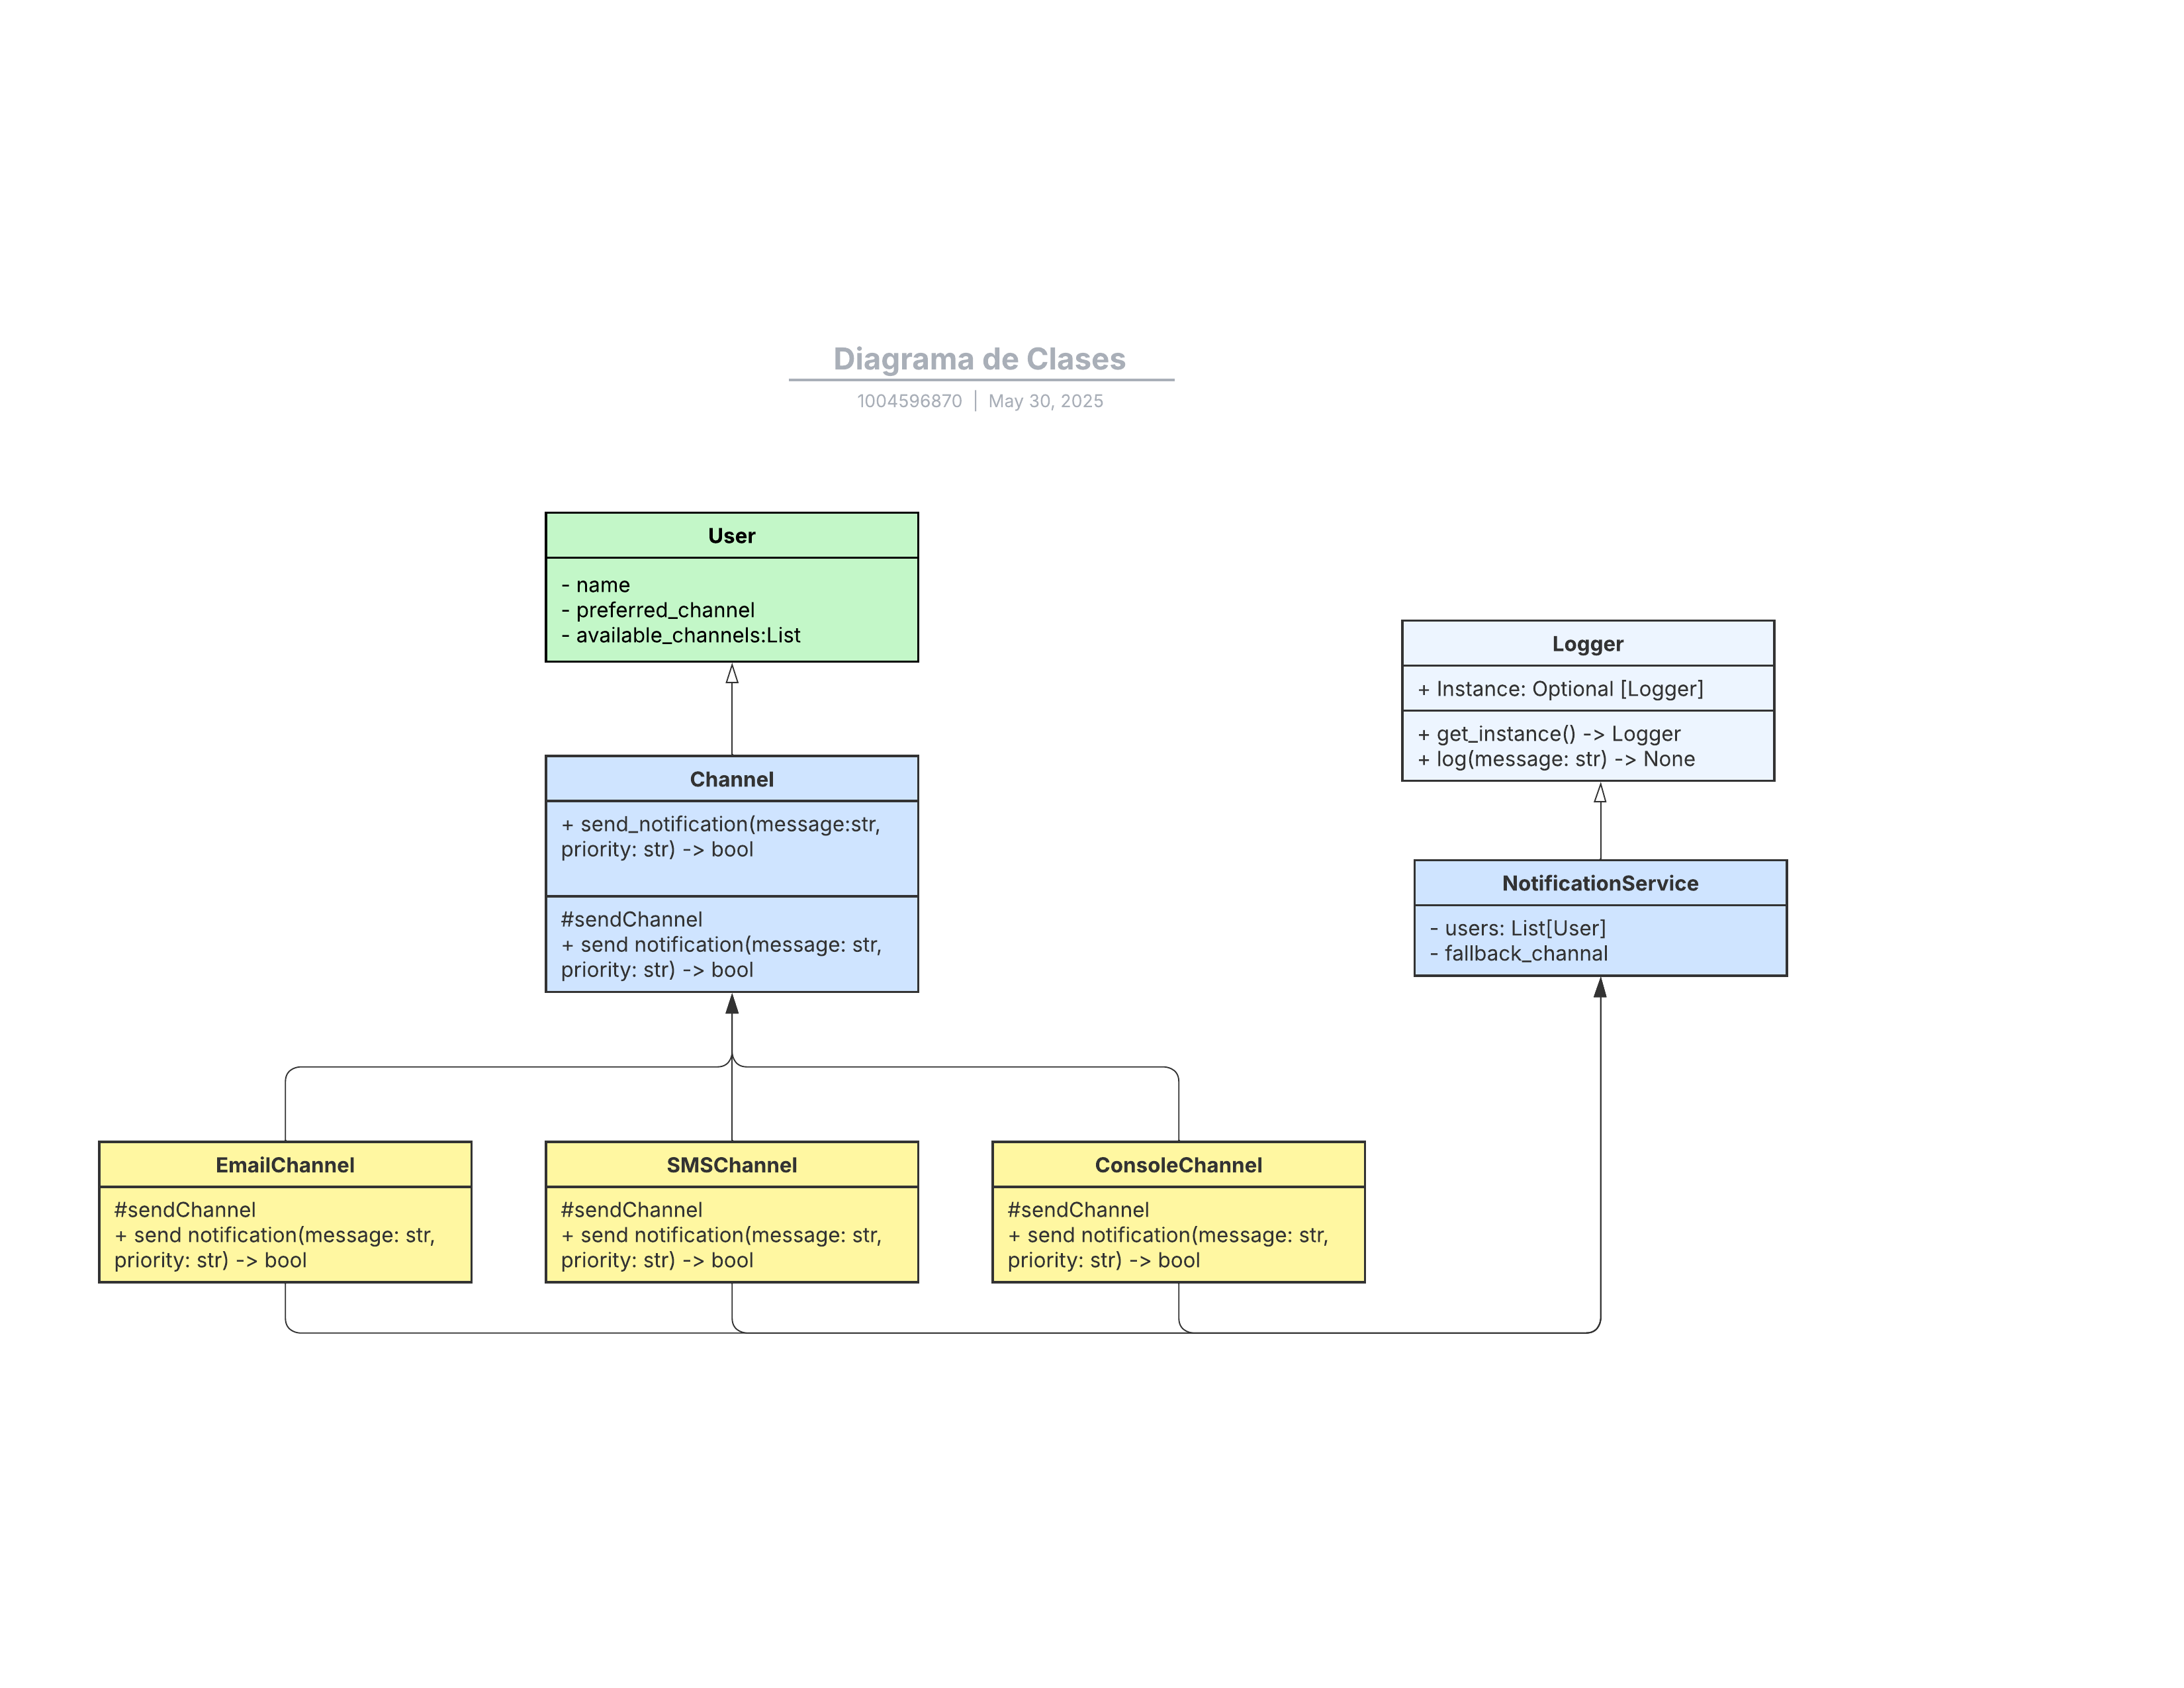 Diagrama de Clases
1004596870 | May 30, 2025
User
- name
- preferred_channel
- available_channels:List
Logger
+ Instance: Optional [Logger]
+ get_instance() -> Logger
+ log(message: str) -> None
Channel
+ send_notification(message:str,
priority: str) -> bool
#sendChannel
+ send notification(message: str,
priority: str) -> bool
NotificationService
- users: List[User]
- fallback_channal
EmailChannel
#sendChannel
+ send notification(message: str,
priority: str) -> bool
SMSChannel
#sendChannel
+ send notification(message: str,
priority: str) -> bool
ConsoleChannel
#sendChannel
+ send notification(message: str,
priority: str) -> bool